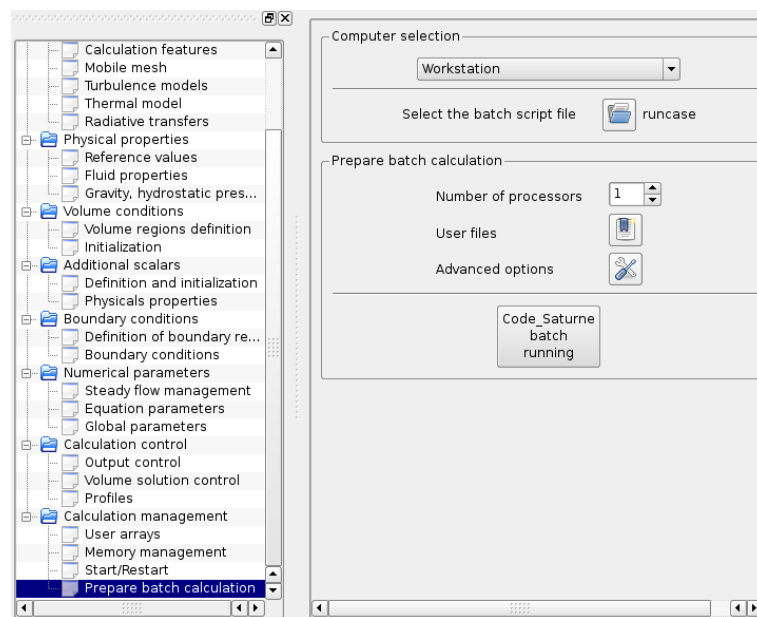 Calculation features
Mobile mesh
Turbulence models
Thermal model
Radiative transfers
Physical properties
Reference values
Fluid properties
Gravity, hydrostatic pres...
Volume conditions
Volume regions definition
Initialization
Additional scalars
Definition and initialization
Physicals properties
Boundary conditions
Definition of boundary re...
Boundary conditions
Numerical parameters
Steady flow management
Equation parameters
Global parameters
Calculation control
Output control
Volume solution control
Profiles
Calculation management
User arrays
Memory management
Start/Restart
Prepare batch calculation
Computer selection
Workstation
Select the batch script file runcase
Prepare batch calculation
Number of processors 1
User files
Advanced options
Code_Saturne
batch
running